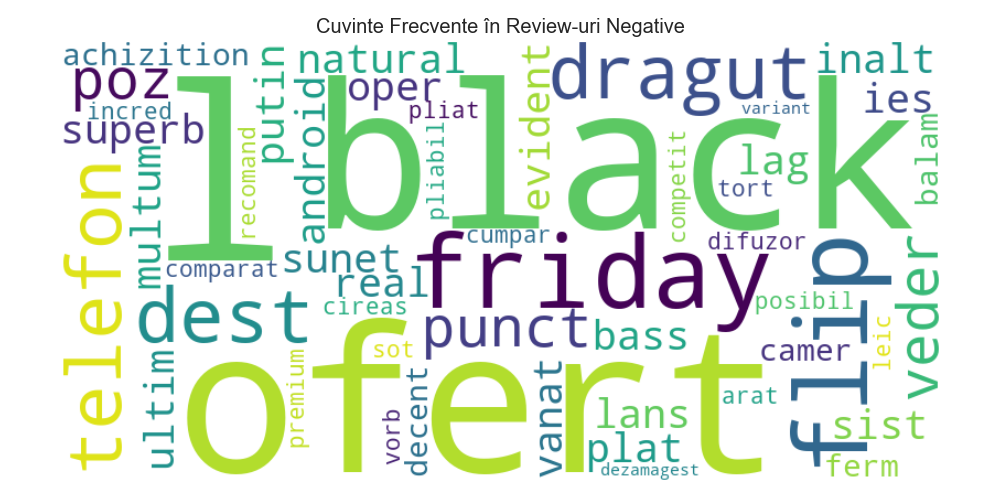 Cuvinte Frecvente în Review-uri Negative
achizition
natural
dragut
inalt
poz
oper
ies
incred
pliat
variant
superb
putin
android
evident
l
black
balam
recomand
pliabil
competit
lag
tort
telefon
multum
cumpar
difuzor
comparat
sunet
friday
flip
veder
real
dest
cireas
posibil
punct
bass
ofert
sot
camer
leic
ultim
premium
vorb
decent
vanat
lans
arat
sist
plat
ferm
dezamagest